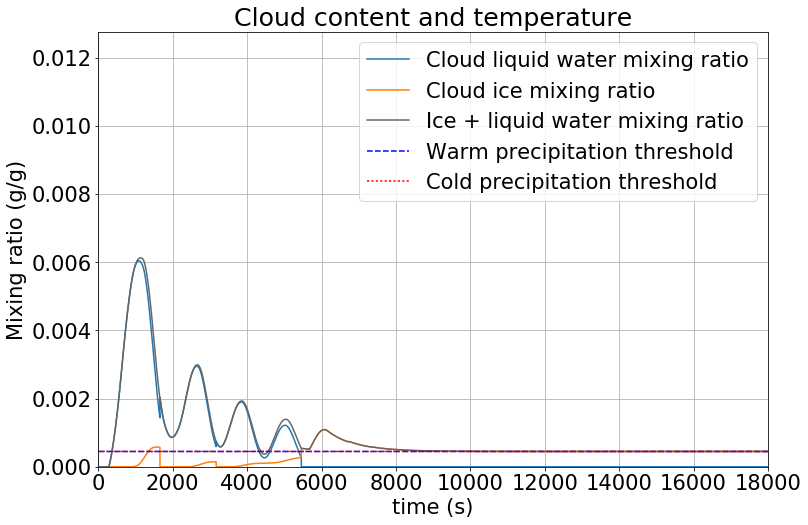 Cloud content and temperature
Cloud liquid water mixing ratio
Cloud ice mixing ratio
Ice + liquid water mixing ratio
Warm precipitation threshold
Cold precipitation threshold
Mixing ratio (g/g)
0.012
0.010
0.008
0.006
0.004
0.002
0.000
0 2000 4000 6000 8000 10000 12000 14000 16000 18000
time (s)